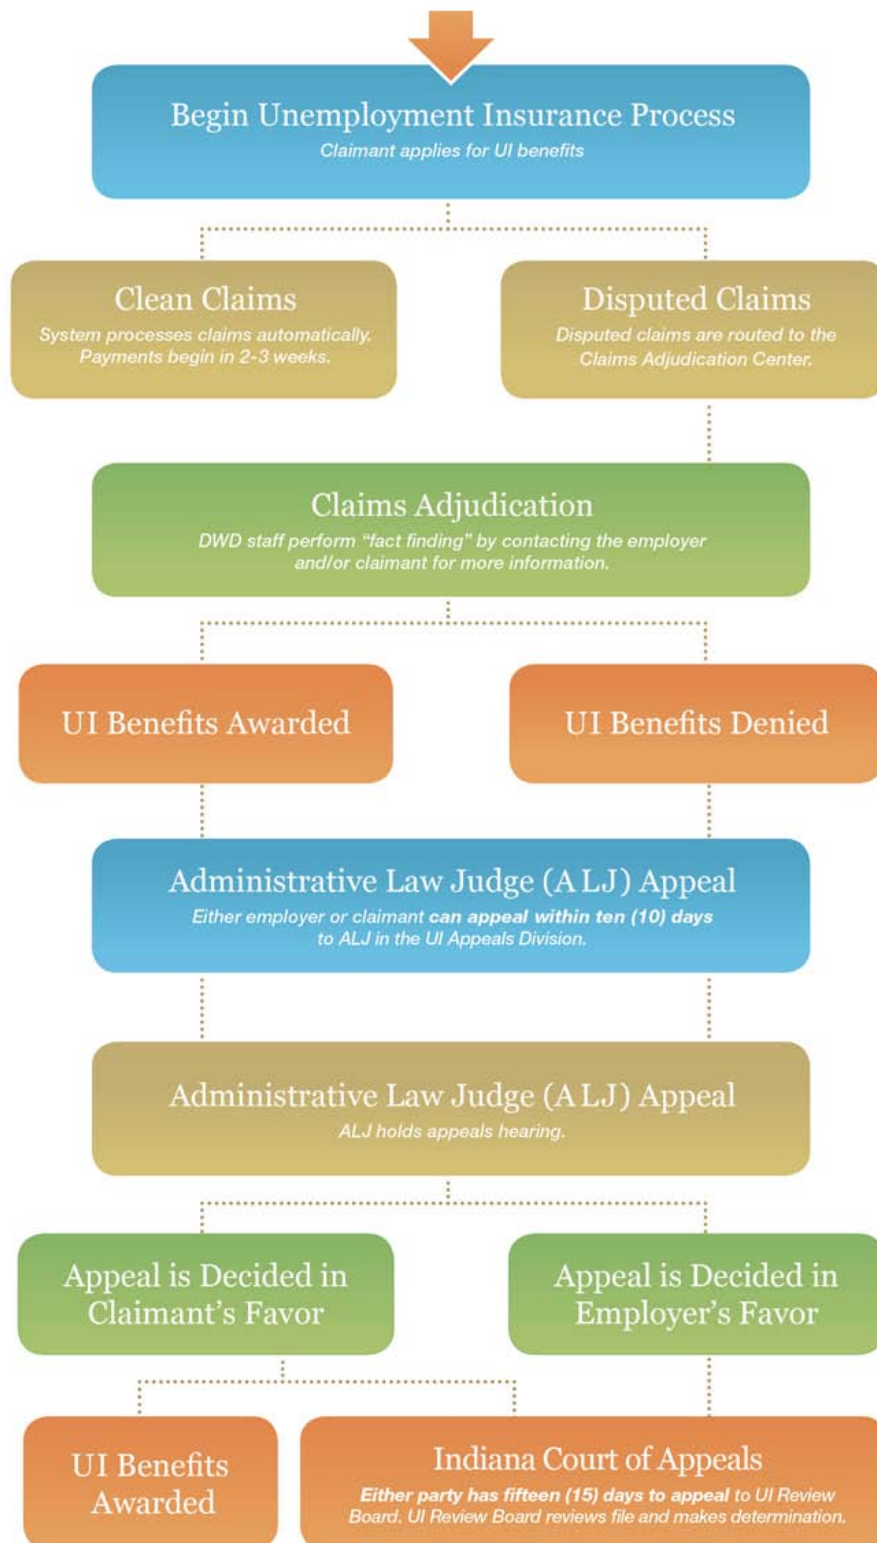 Begin Unemployment Insurance Process
Claimant applies for UI benefits
Clean Claims
System processes claims automatically.
Payments begin in 2-3 weeks.
Disputed Claims
Disputed claims are routed to the
Claims Adjudication Center.
Claims Adjudication
DWD staff perform “fact finding” by contacting the employer
and/or claimant for more information.
UI Benefits Awarded
UI Benefits Denied
Administrative Law Judge (ALJ) Appeal
Either employer or claimant can appeal within ten (10) days
to ALJ in the UI Appeals Division.
Administrative Law Judge (ALJ) Appeal
ALJ holds appeals hearing.
Appeal is Decided in
Claimant’s Favor
Appeal is Decided in
Employer’s Favor
UI Benefits
Awarded
Indiana Court of Appeals
Either party has fifteen (15) days to appeal to UI Review
Board. UI Review Board reviews file and makes determination.